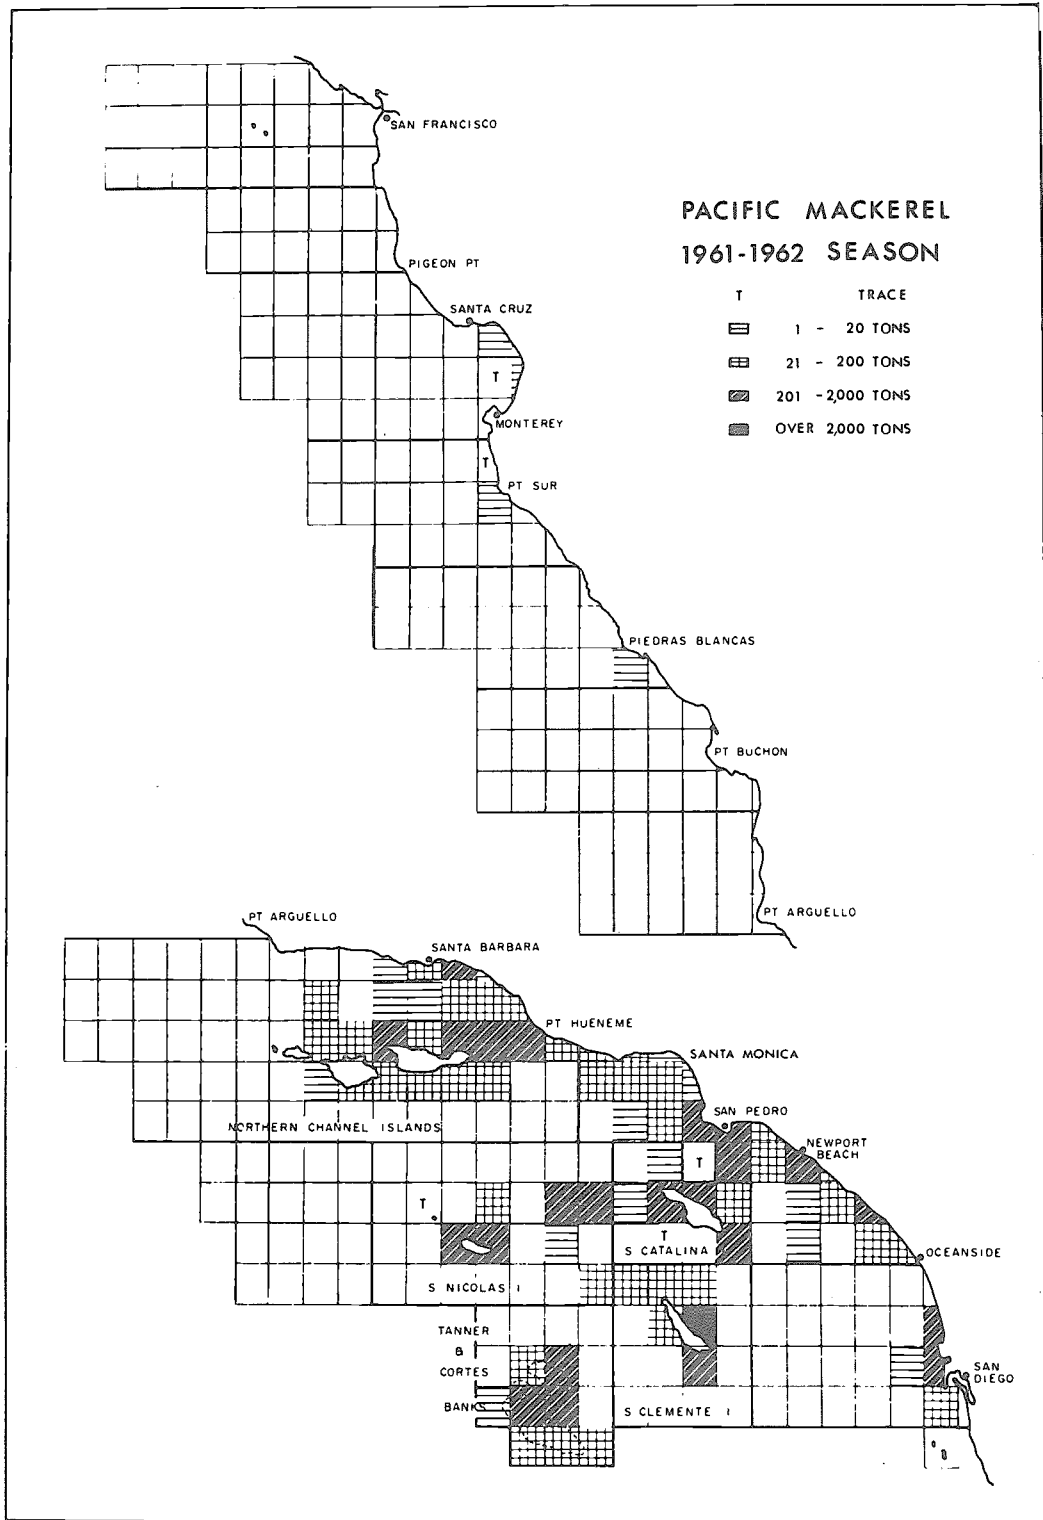 SAN FRANCISCO
PACIFIC MACKEREL
1961-1962 SEASON
T TRACE
1 - 20 TONS
21 - 200 TONS
201 - 2,000 TONS
OVER 2,000 TONS
PIGEON PT
SANTA CRUZ
T
MONTEREY
T
PT SUR
PIEDRAS BLANCAS
PT BUCHON
PT ARGUELLO
PT ARGUELLO
SANTA BARBARA
PT HUENEME
SANTA MONICA
SAN PEDRO
NORTHERN CHANNEL ISLANDS
NEWPORT
BEACH
T
T
T
S CATALINA
OCEANSIDE
S NICOLAS I
TANNER
&
CORTES
BANKS
SAN
DIEGO
S CLEMENTE I